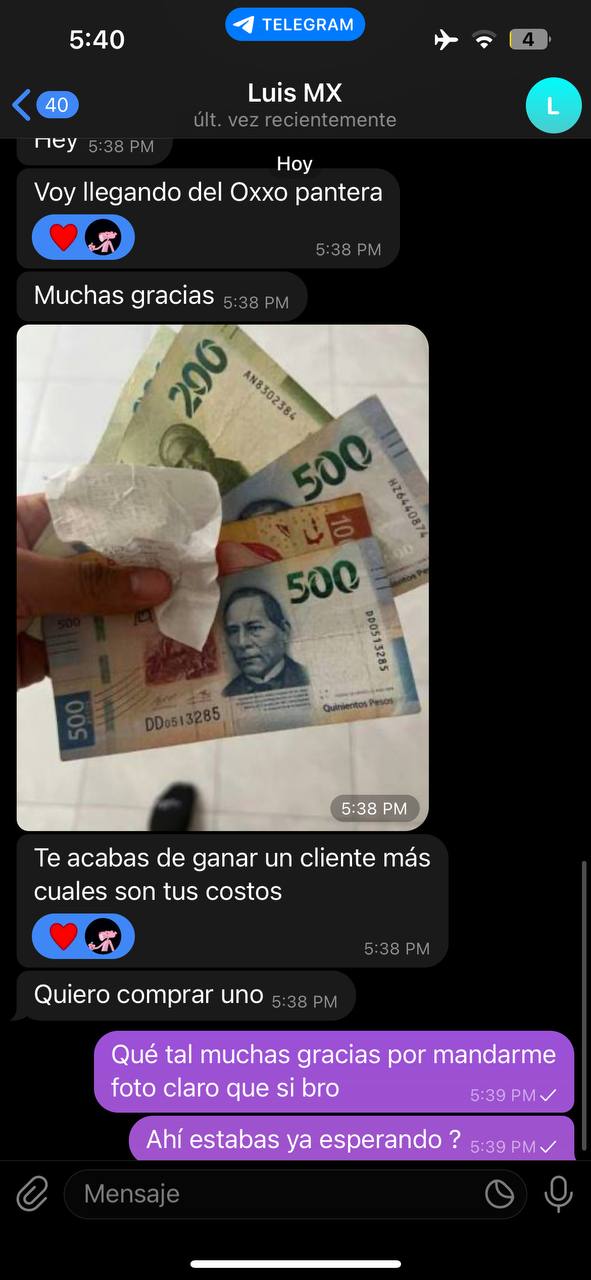 5:40
TELEGRAM
4
40
Luis MX
últ. vez recientemente
L
Hey 5:38 PM
Hoy
Voy llegando del Oxxo pantera
5:38 PM
Muchas gracias 5:38 PM
200
AN8302384
500
HZ6440874
10
500
500
DD0513285
500
DD0513285
Quinientos Pesos
5:38 PM
Te acabas de ganar un cliente más
cuales son tus costos
5:38 PM
Quiero comprar uno 5:38 PM
Qué tal muchas gracias por mandarme
foto claro que si bro
5:39 PM
Ahí estabas ya esperando ? 5:39 PM
Mensaje